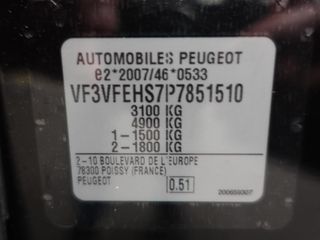 AUTOMOBILES PEUGEOT
e2*2007/46*0533
VF3VFEHS7P7851510
3100 KG
4900 KG
1-1500 KG
2-1800 KG
2-10 BOULEVARD DE L'EUROPE
78300 POISSY (FRANCE)
PEUGEOT 0.51